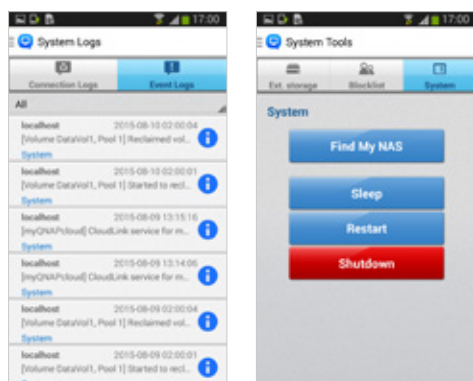 17:00
System Logs
Connection Logs
Event Logs
All
localhost 2015-08-10 02:00:04
[Volume DataVol1, Pool 1] Reclaimed vol...
System
localhost 2015-08-10 02:00:01
[Volume DataVol1, Pool 1] Started to recl...
System
localhost 2015-08-09 13:15:16
[myQNAPcloud] CloudLink service for m...
System
localhost 2015-08-09 13:14:06
[myQNAPcloud] CloudLink service for m...
System
localhost 2015-08-09 02:00:04
[Volume DataVol1, Pool 1] Reclaimed vol...
System
localhost 2015-08-09 02:00:01
[Volume DataVol1, Pool 1] Started to recl...
17:00
System Tools
Ext. storage
Blocklist
System
System
Find My NAS
Sleep
Restart
Shutdown